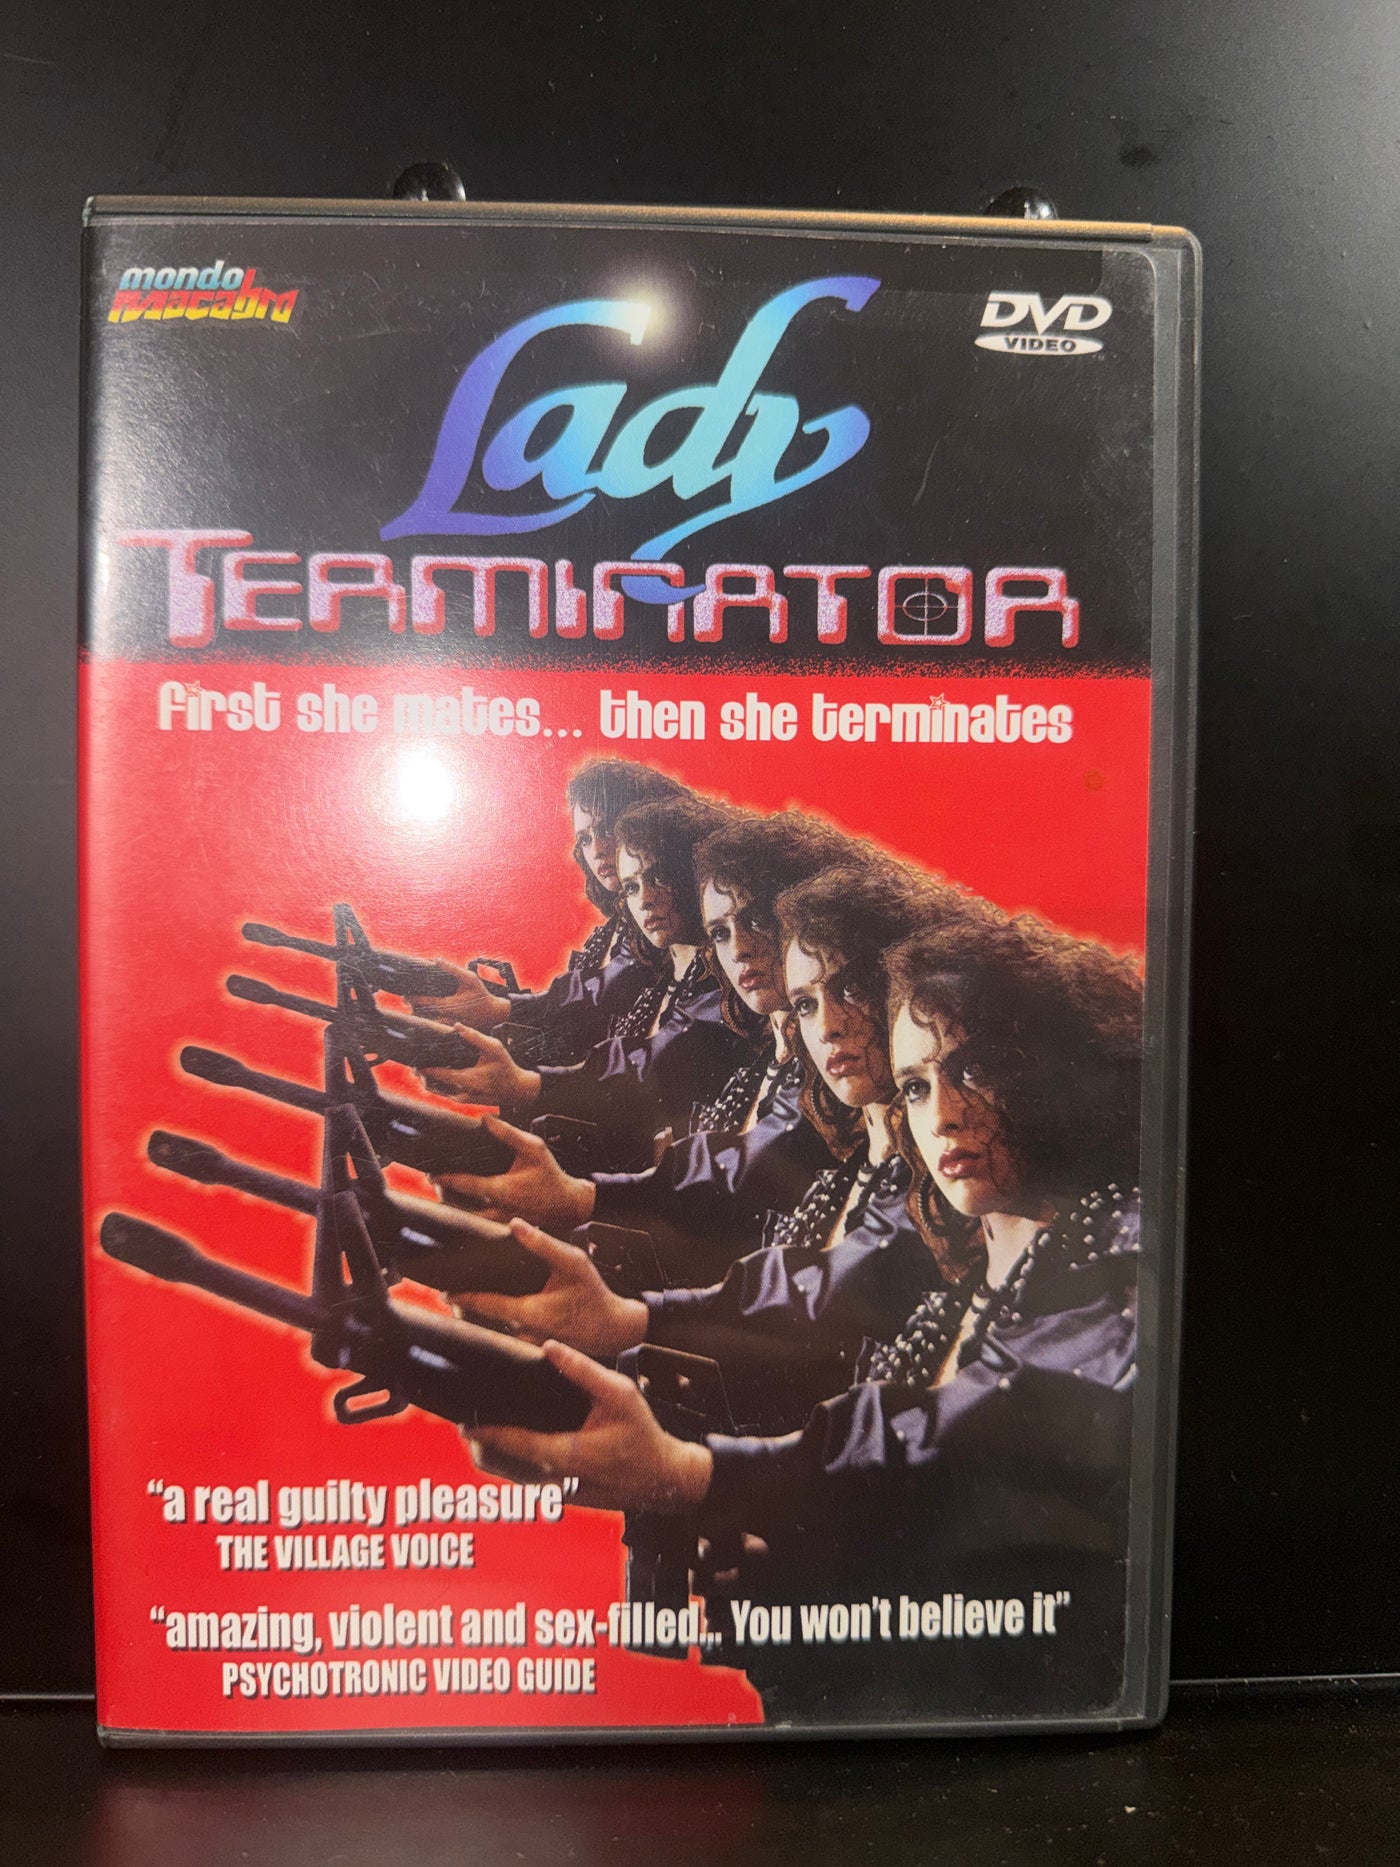 mondo
macabro
DVD
VIDEO
Lady
TERMINATOR
first she mates... then she terminates
“a real guilty pleasure”
THE VILLAGE VOICE
“amazing, violent and sex-filled... You won't believe it”
PSYCHOTRONIC VIDEO GUIDE